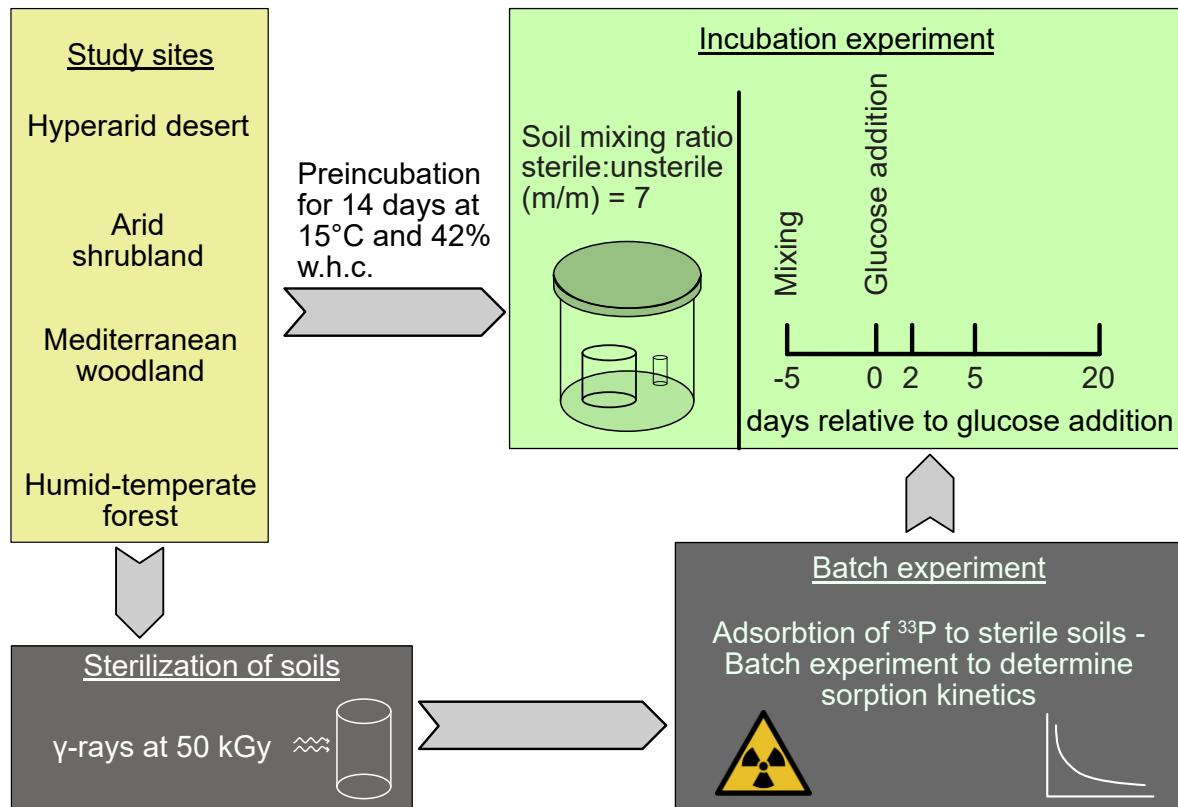 Study sites
Hyperarid desert
Arid
shrubland
Mediterranean
woodland
Humid-temperate
forest
Preincubation
for 14 days at
15°C and 42%
w.h.c.
Incubation experiment
Soil mixing ratio
sterile:unsterile
(m/m) = 7
Mixing
Glucose addition
-5 0 2 5 20
days relative to glucose addition
Sterilization of soils
γ-rays at 50 kGy
Batch experiment
Adsorbtion of ³³P to sterile soils -
Batch experiment to determine
sorption kinetics